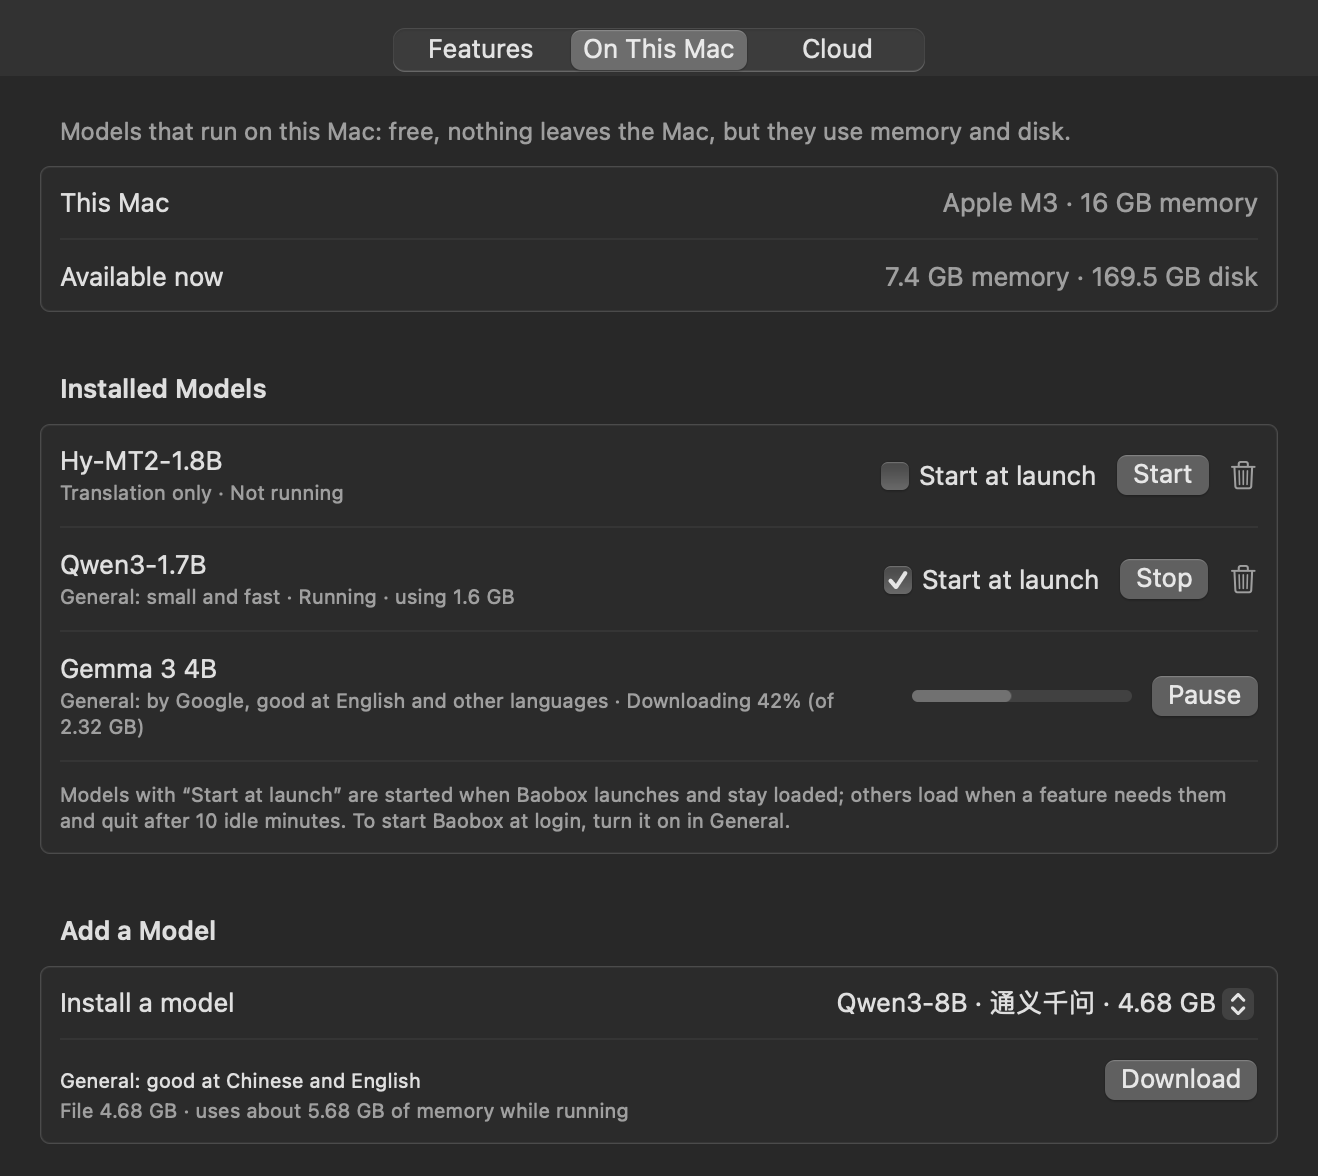 Features
On This Mac
Cloud
Models that run on this Mac: free, nothing leaves the Mac, but they use memory and disk.
This Mac
Apple M3 · 16 GB memory
Available now
7.4 GB memory · 169.5 GB disk
Installed Models
Hy-MT2-1.8B
Translation only · Not running
Start at launch
Start
Qwen3-1.7B
General: small and fast · Running · using 1.6 GB
Start at launch
Stop
Gemma 3 4B
General: by Google, good at English and other languages · Downloading 42% (of
2.32 GB)
Pause
Models with “Start at launch” are started when Baobox launches and stay loaded; others load when a feature needs them
and quit after 10 idle minutes. To start Baobox at login, turn it on in General.
Add a Model
Install a model
Qwen3-8B · 通义千问 · 4.68 GB
General: good at Chinese and English
File 4.68 GB · uses about 5.68 GB of memory while running
Download